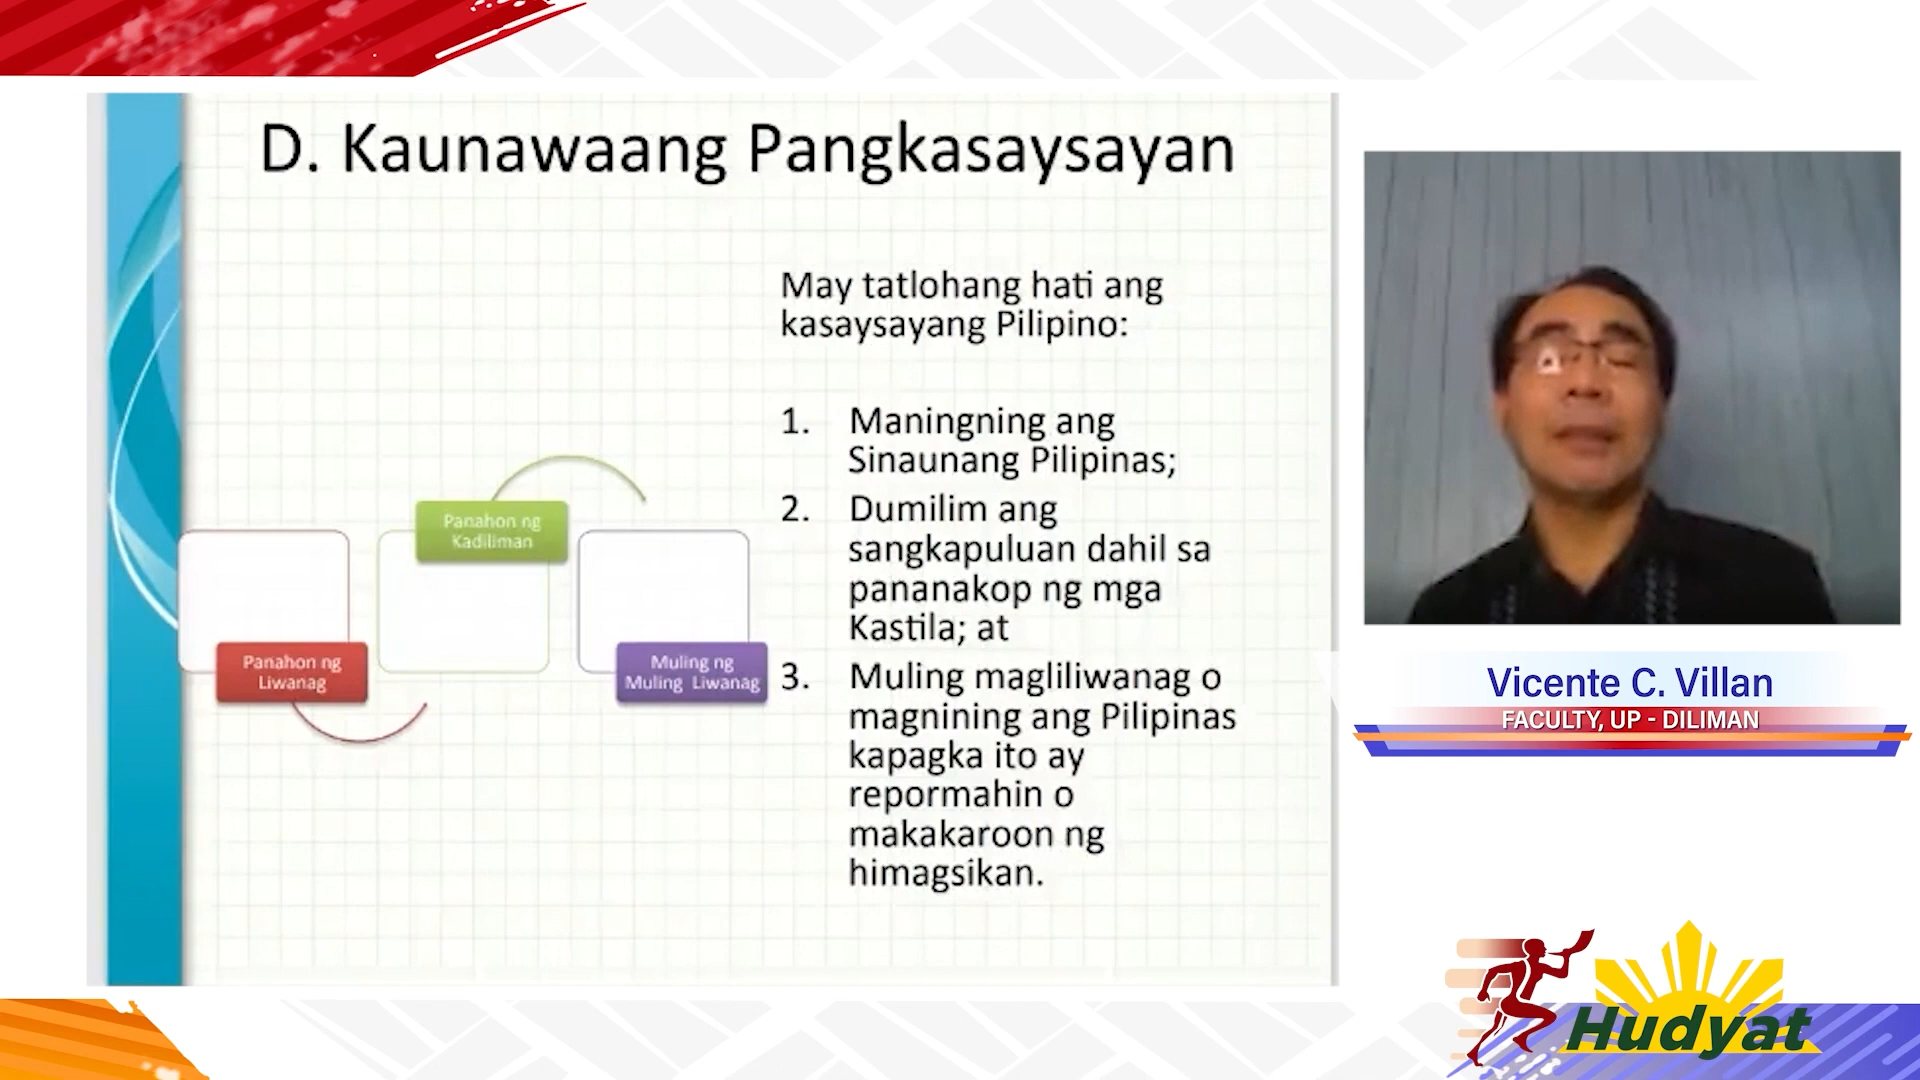 D. Kaunawaang Pangkasaysayan
May tatlohang hati ang
kasaysayang Pilipino:
1. Maningning ang
Sinaunang Pilipinas;
2. Dumilim ang
sangkapuluan dahil sa
pananakop ng mga
Kastila; at
3. Muling magliliwanag o
magnining ang Pilipinas
kapagka ito ay
repormahin o
makakaroon ng
himagsikan.
Panahon ng
Liwanag
Panahon ng
Kadiliman
Muling ng
Muling Liwanag
Vicente C. Villan
FACULTY, UP - DILIMAN
Hudyat